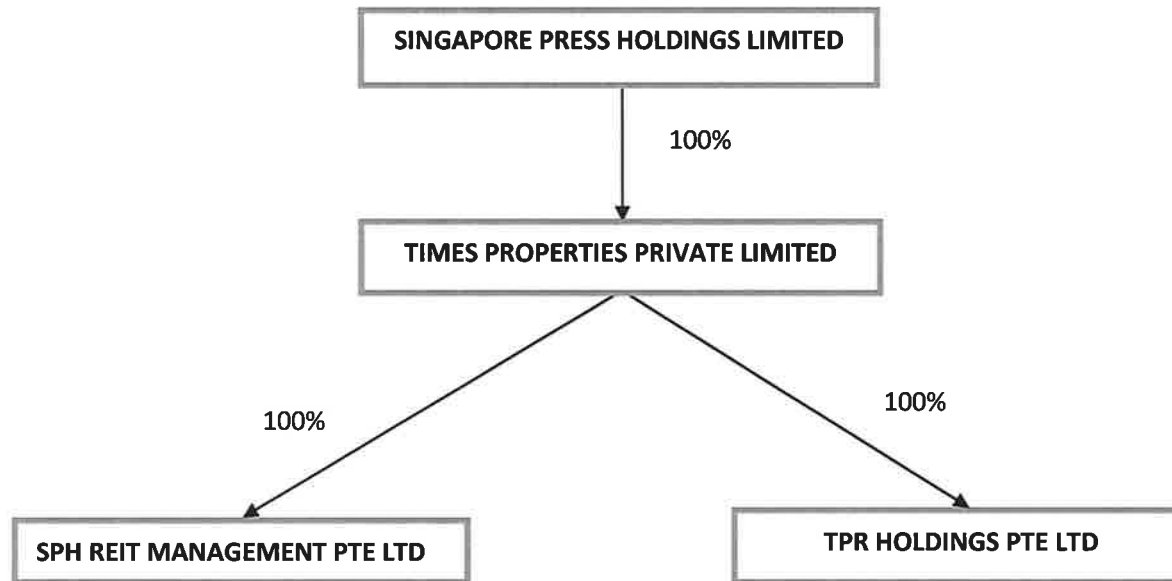 SINGAPORE PRESS HOLDINGS LIMITED
100%
TIMES PROPERTIES PRIVATE LIMITED
100%
100%
SPH REIT MANAGEMENT PTE LTD
TPR HOLDINGS PTE LTD